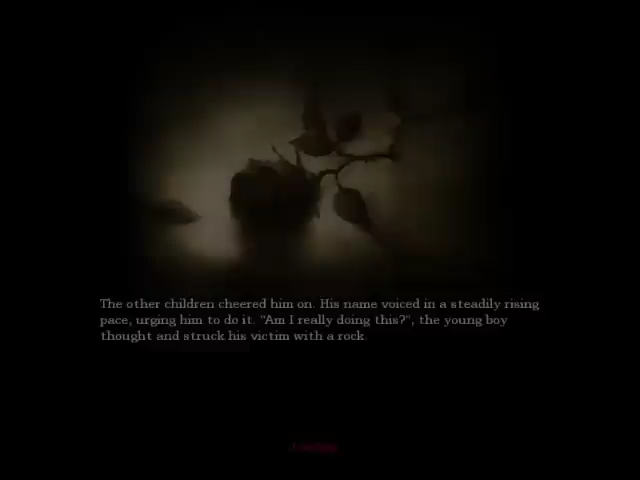 The other children cheered him on. His name voiced in a steadily rising
pace, urging him to do it. "Am I really doing this?", the young boy
thought and struck his victim with a rock.